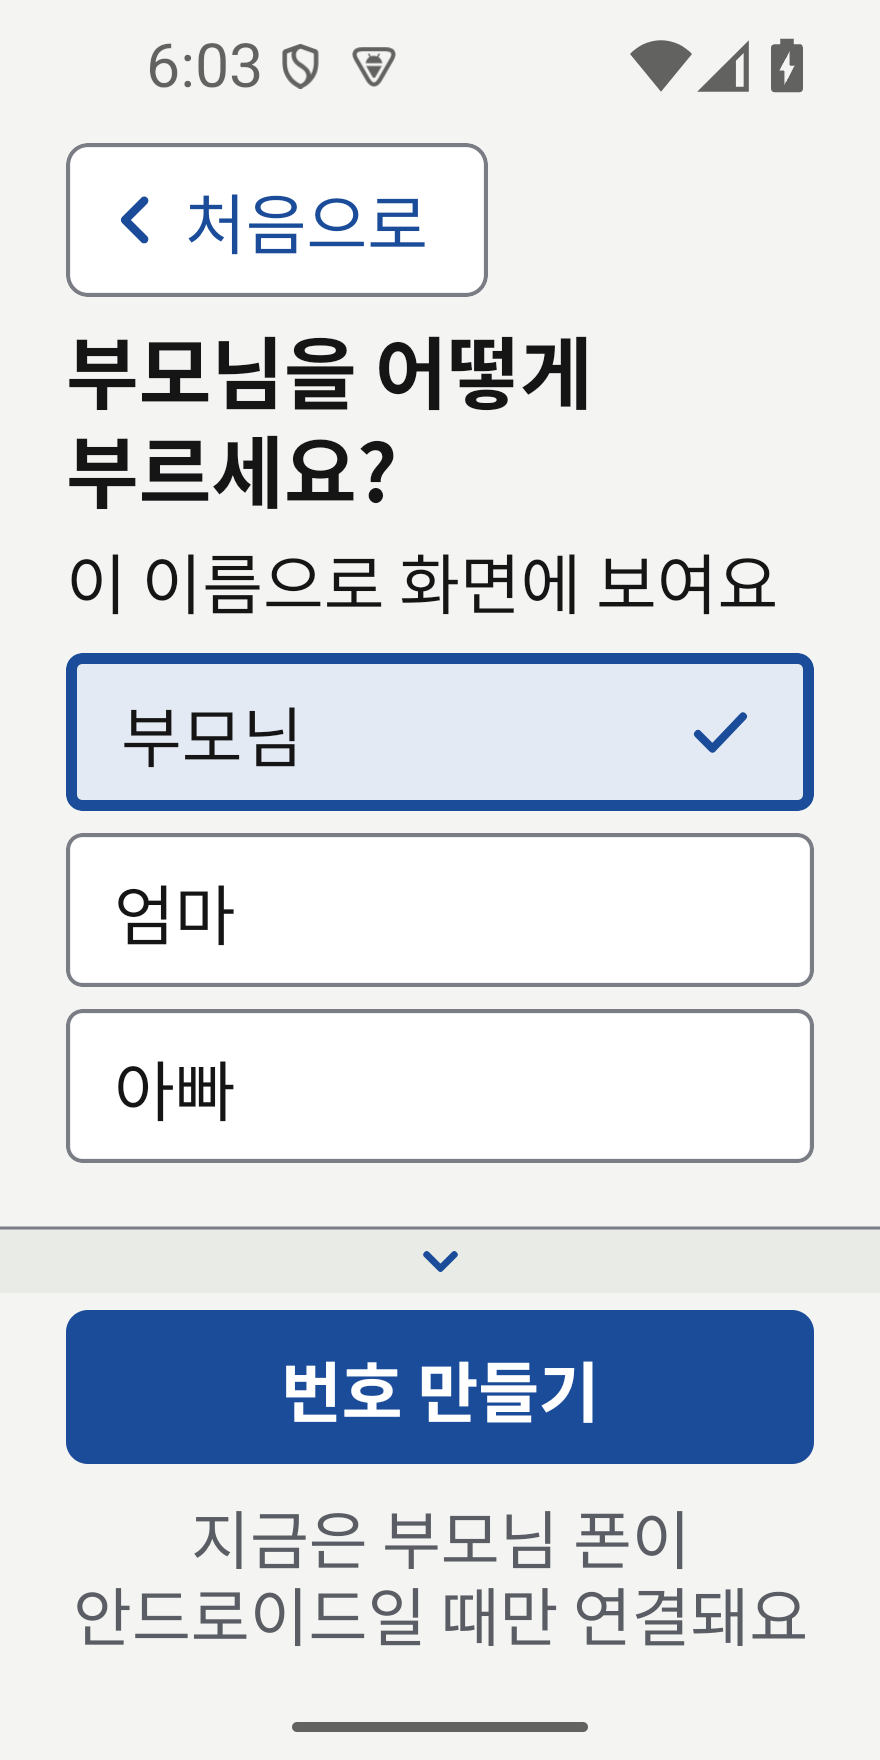 6:03
처음으로
부모님을 어떻게
부르세요?
이 이름으로 화면에 보여요
부모님
엄마
아빠
번호 만들기
지금은 부모님 폰이
안드로이드일 때만 연결돼요